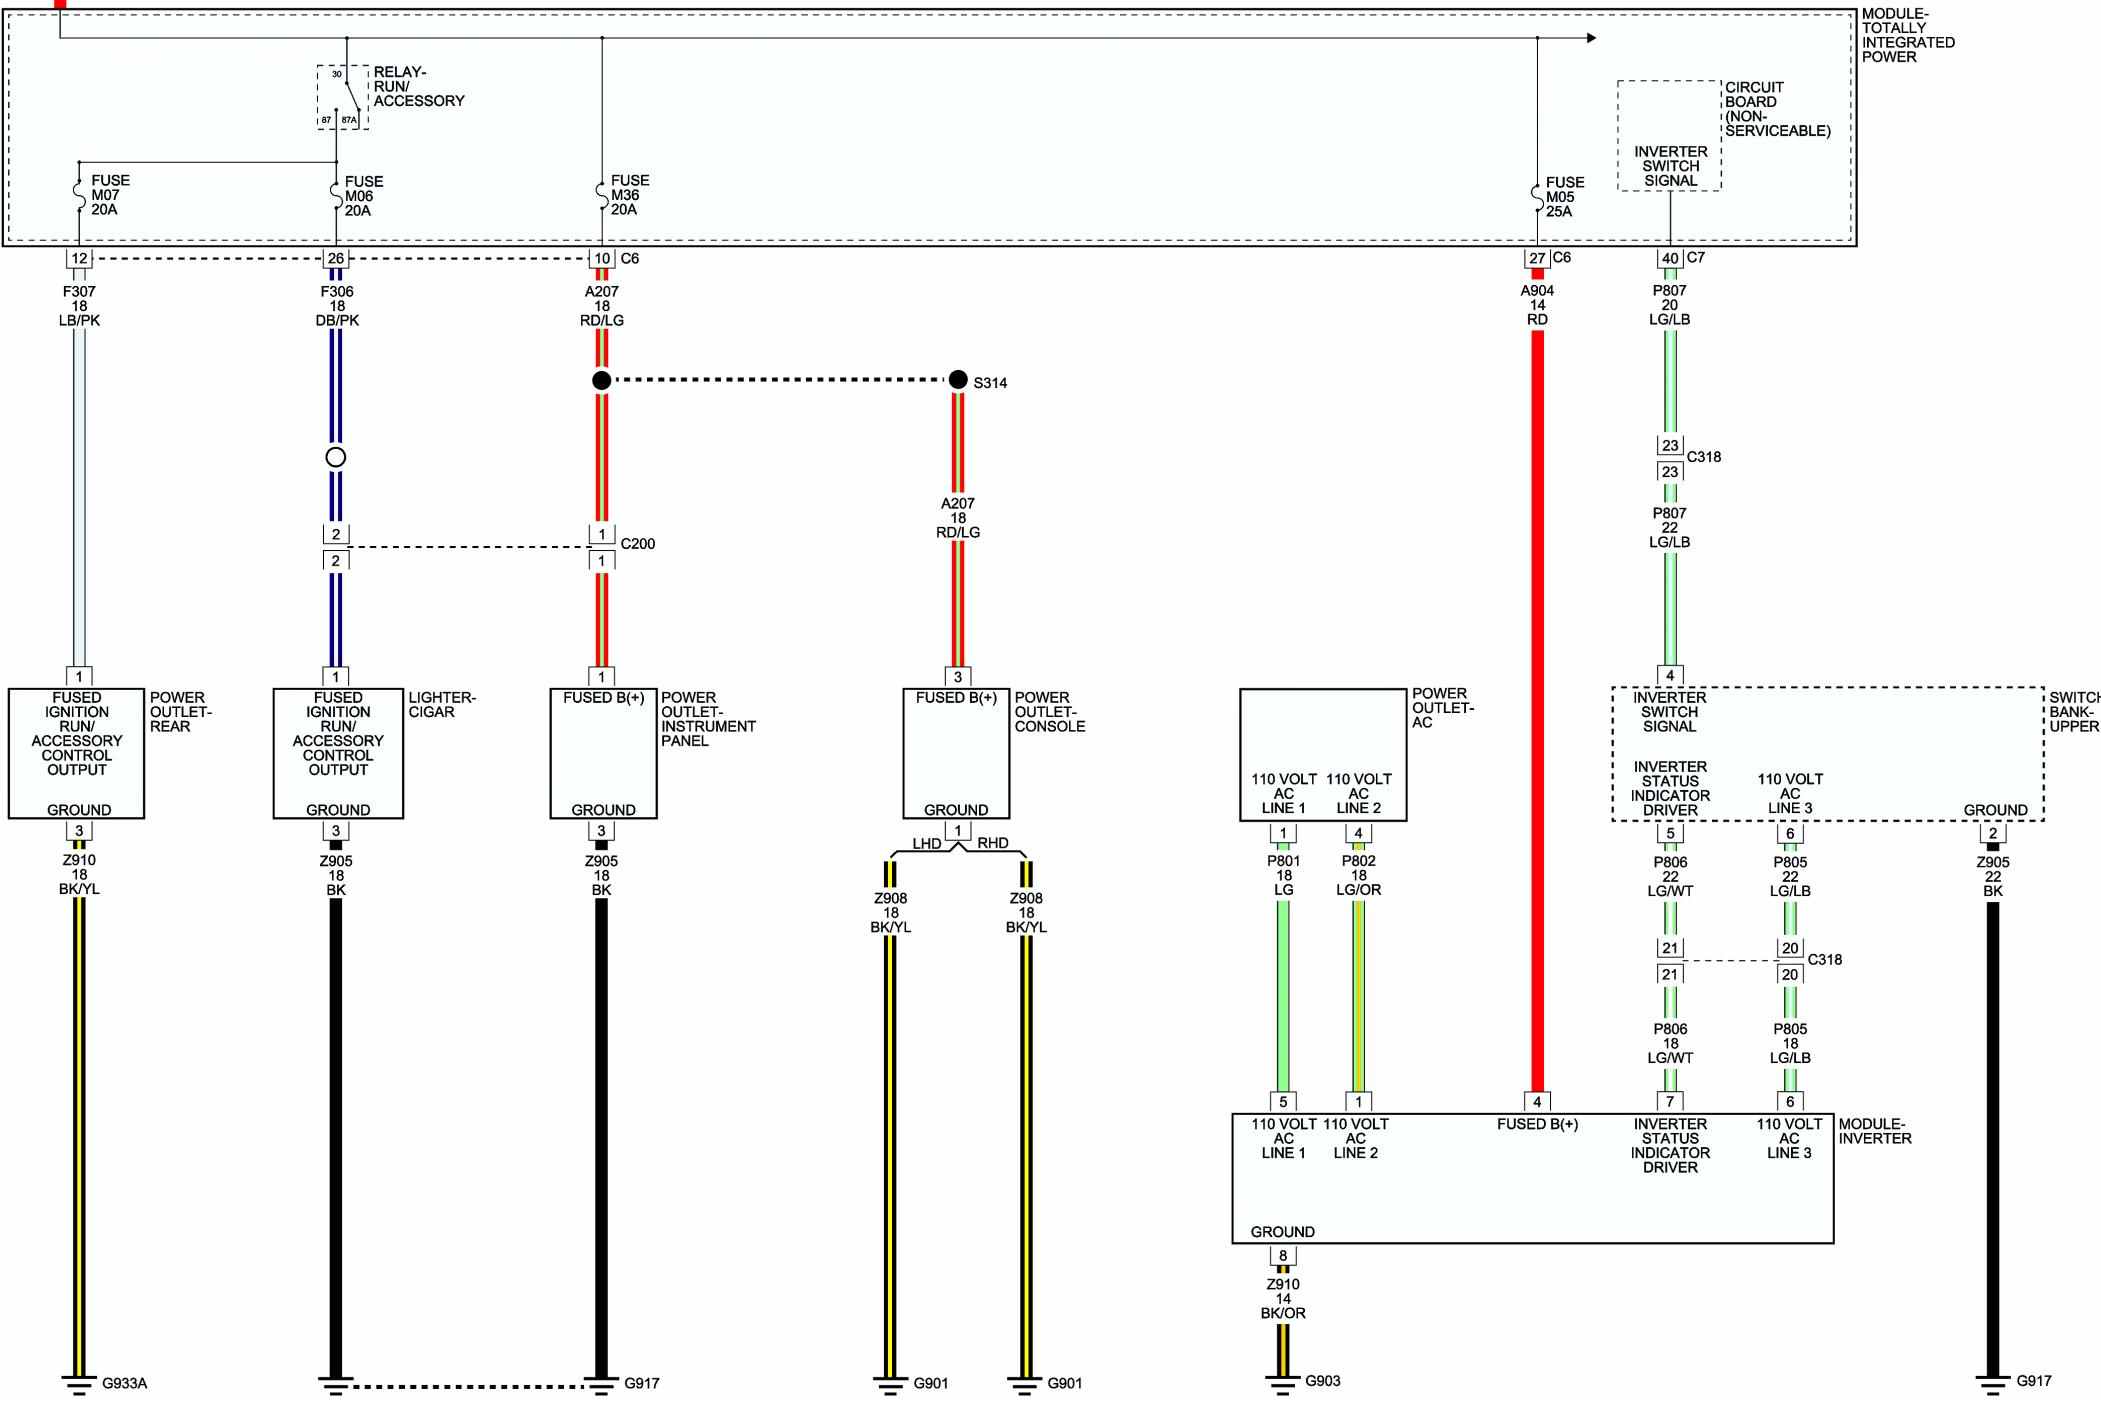 MODULE-
TOTALLY
INTEGRATED
POWER
30
RELAY-
RUN/
ACCESSORY
87 87A
CIRCUIT
BOARD
(NON-
SERVICEABLE)
INVERTER
SWITCH
SIGNAL
FUSE
M07
20A
FUSE
M06
20A
FUSE
M36
20A
FUSE
M05
25A
12
26
10
C6
27
C6
40
C7
F307
18
LB/PK
F306
18
DB/PK
A207
18
RD/LG
A904
14
RD
P807
20
LG/LB
S314
23
C318
23
A207
18
RD/LG
P807
22
LG/LB
2
1
C200
2
1
1
1
1
3
4
FUSED
IGNITION
RUN/
ACCESSORY
CONTROL
OUTPUT
GROUND
POWER
OUTLET-
REAR
FUSED
IGNITION
RUN/
ACCESSORY
CONTROL
OUTPUT
GROUND
LIGHTER-
CIGAR
FUSED B(+)
GROUND
POWER
OUTLET-
INSTRUMENT
PANEL
FUSED B(+)
GROUND
POWER
OUTLET-
CONSOLE
POWER
OUTLET-
AC
110 VOLT
AC
LINE 1
110 VOLT
AC
LINE 2
INVERTER
SWITCH
SIGNAL
INVERTER
STATUS
INDICATOR
DRIVER
110 VOLT
AC
LINE 3
GROUND
SWITCH
BANK-
UPPER
3
3
3
1
1
4
5
6
2
LHD
RHD
Z910
18
BK/YL
Z905
18
BK
Z905
18
BK
Z908
18
BK/YL
Z908
18
BK/YL
P801
18
LG
P802
18
LG/OR
P806
22
LG/WT
P805
22
LG/LB
Z905
22
BK
21
20
C318
21
20
P806
18
LG/WT
P805
18
LG/LB
5
1
4
7
6
110 VOLT
AC
LINE 1
110 VOLT
AC
LINE 2
FUSED B(+)
INVERTER
STATUS
INDICATOR
DRIVER
110 VOLT
AC
LINE 3
MODULE-
INVERTER
GROUND
8
Z910
14
BK/OR
G933A
G917
G901
G901
G903
G917